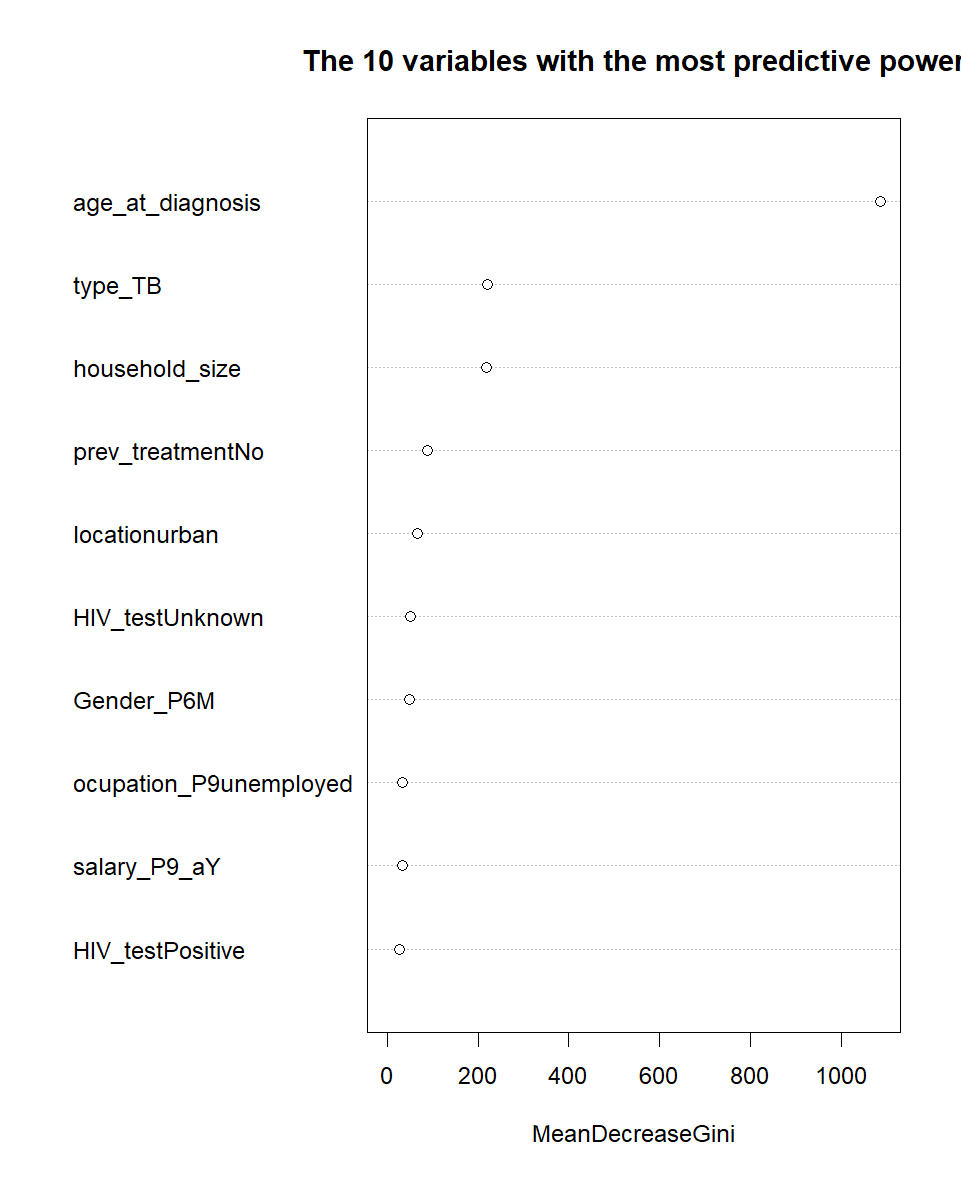 The 10 variables with the most predictive power
age_at_diagnosis
type_TB
household_size
prev_treatmentNo
locationurban
HIV_testUnknown
Gender_P6M
ocupation_P9unemployed
salary_P9_aY
HIV_testPositive
0 200 400 600 800 1000
MeanDecreaseGini